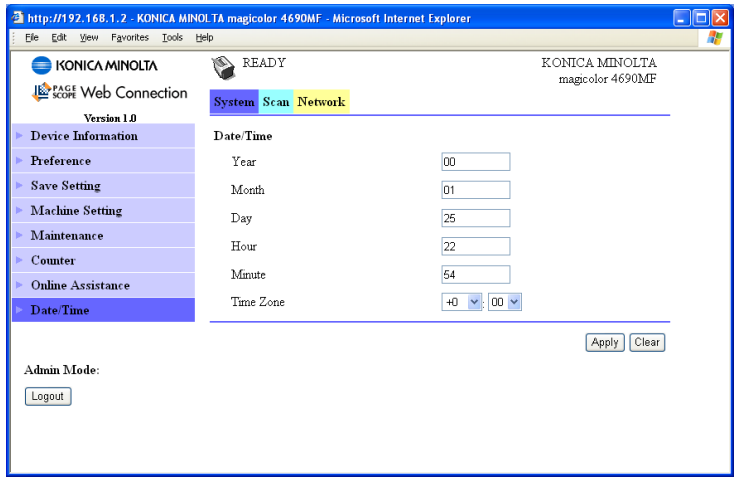 http://192.168.1.2 - KONICA MINOLTA magicolor 4690MF - Microsoft Internet Explorer
File Edit View Favorites Tools Help
KONICA MINOLTA
PAGE SCOPE Web Connection
Version 1.0
READY
KONICA MINOLTA
magicolor 4690MF
System Scan Network
Device Information
Preference
Save Setting
Machine Setting
Maintenance
Counter
Online Assistance
Date/Time
Admin Mode:
Logout
Date/Time
Year 00
Month 01
Day 25
Hour 22
Minute 54
Time Zone +0 : 00
Apply Clear